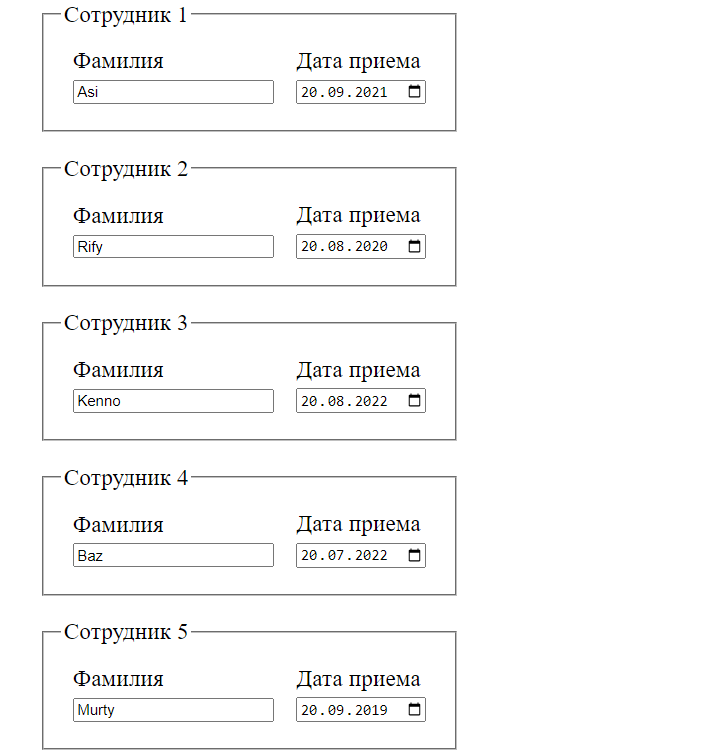 Сотрудник 1
Фамилия Дата приема
Asi 20.09.2021
Сотрудник 2
Фамилия Дата приема
Rify 20.08.2020
Сотрудник 3
Фамилия Дата приема
Kenno 20.08.2022
Сотрудник 4
Фамилия Дата приема
Baz 20.07.2022
Сотрудник 5
Фамилия Дата приема
Murty 20.09.2019